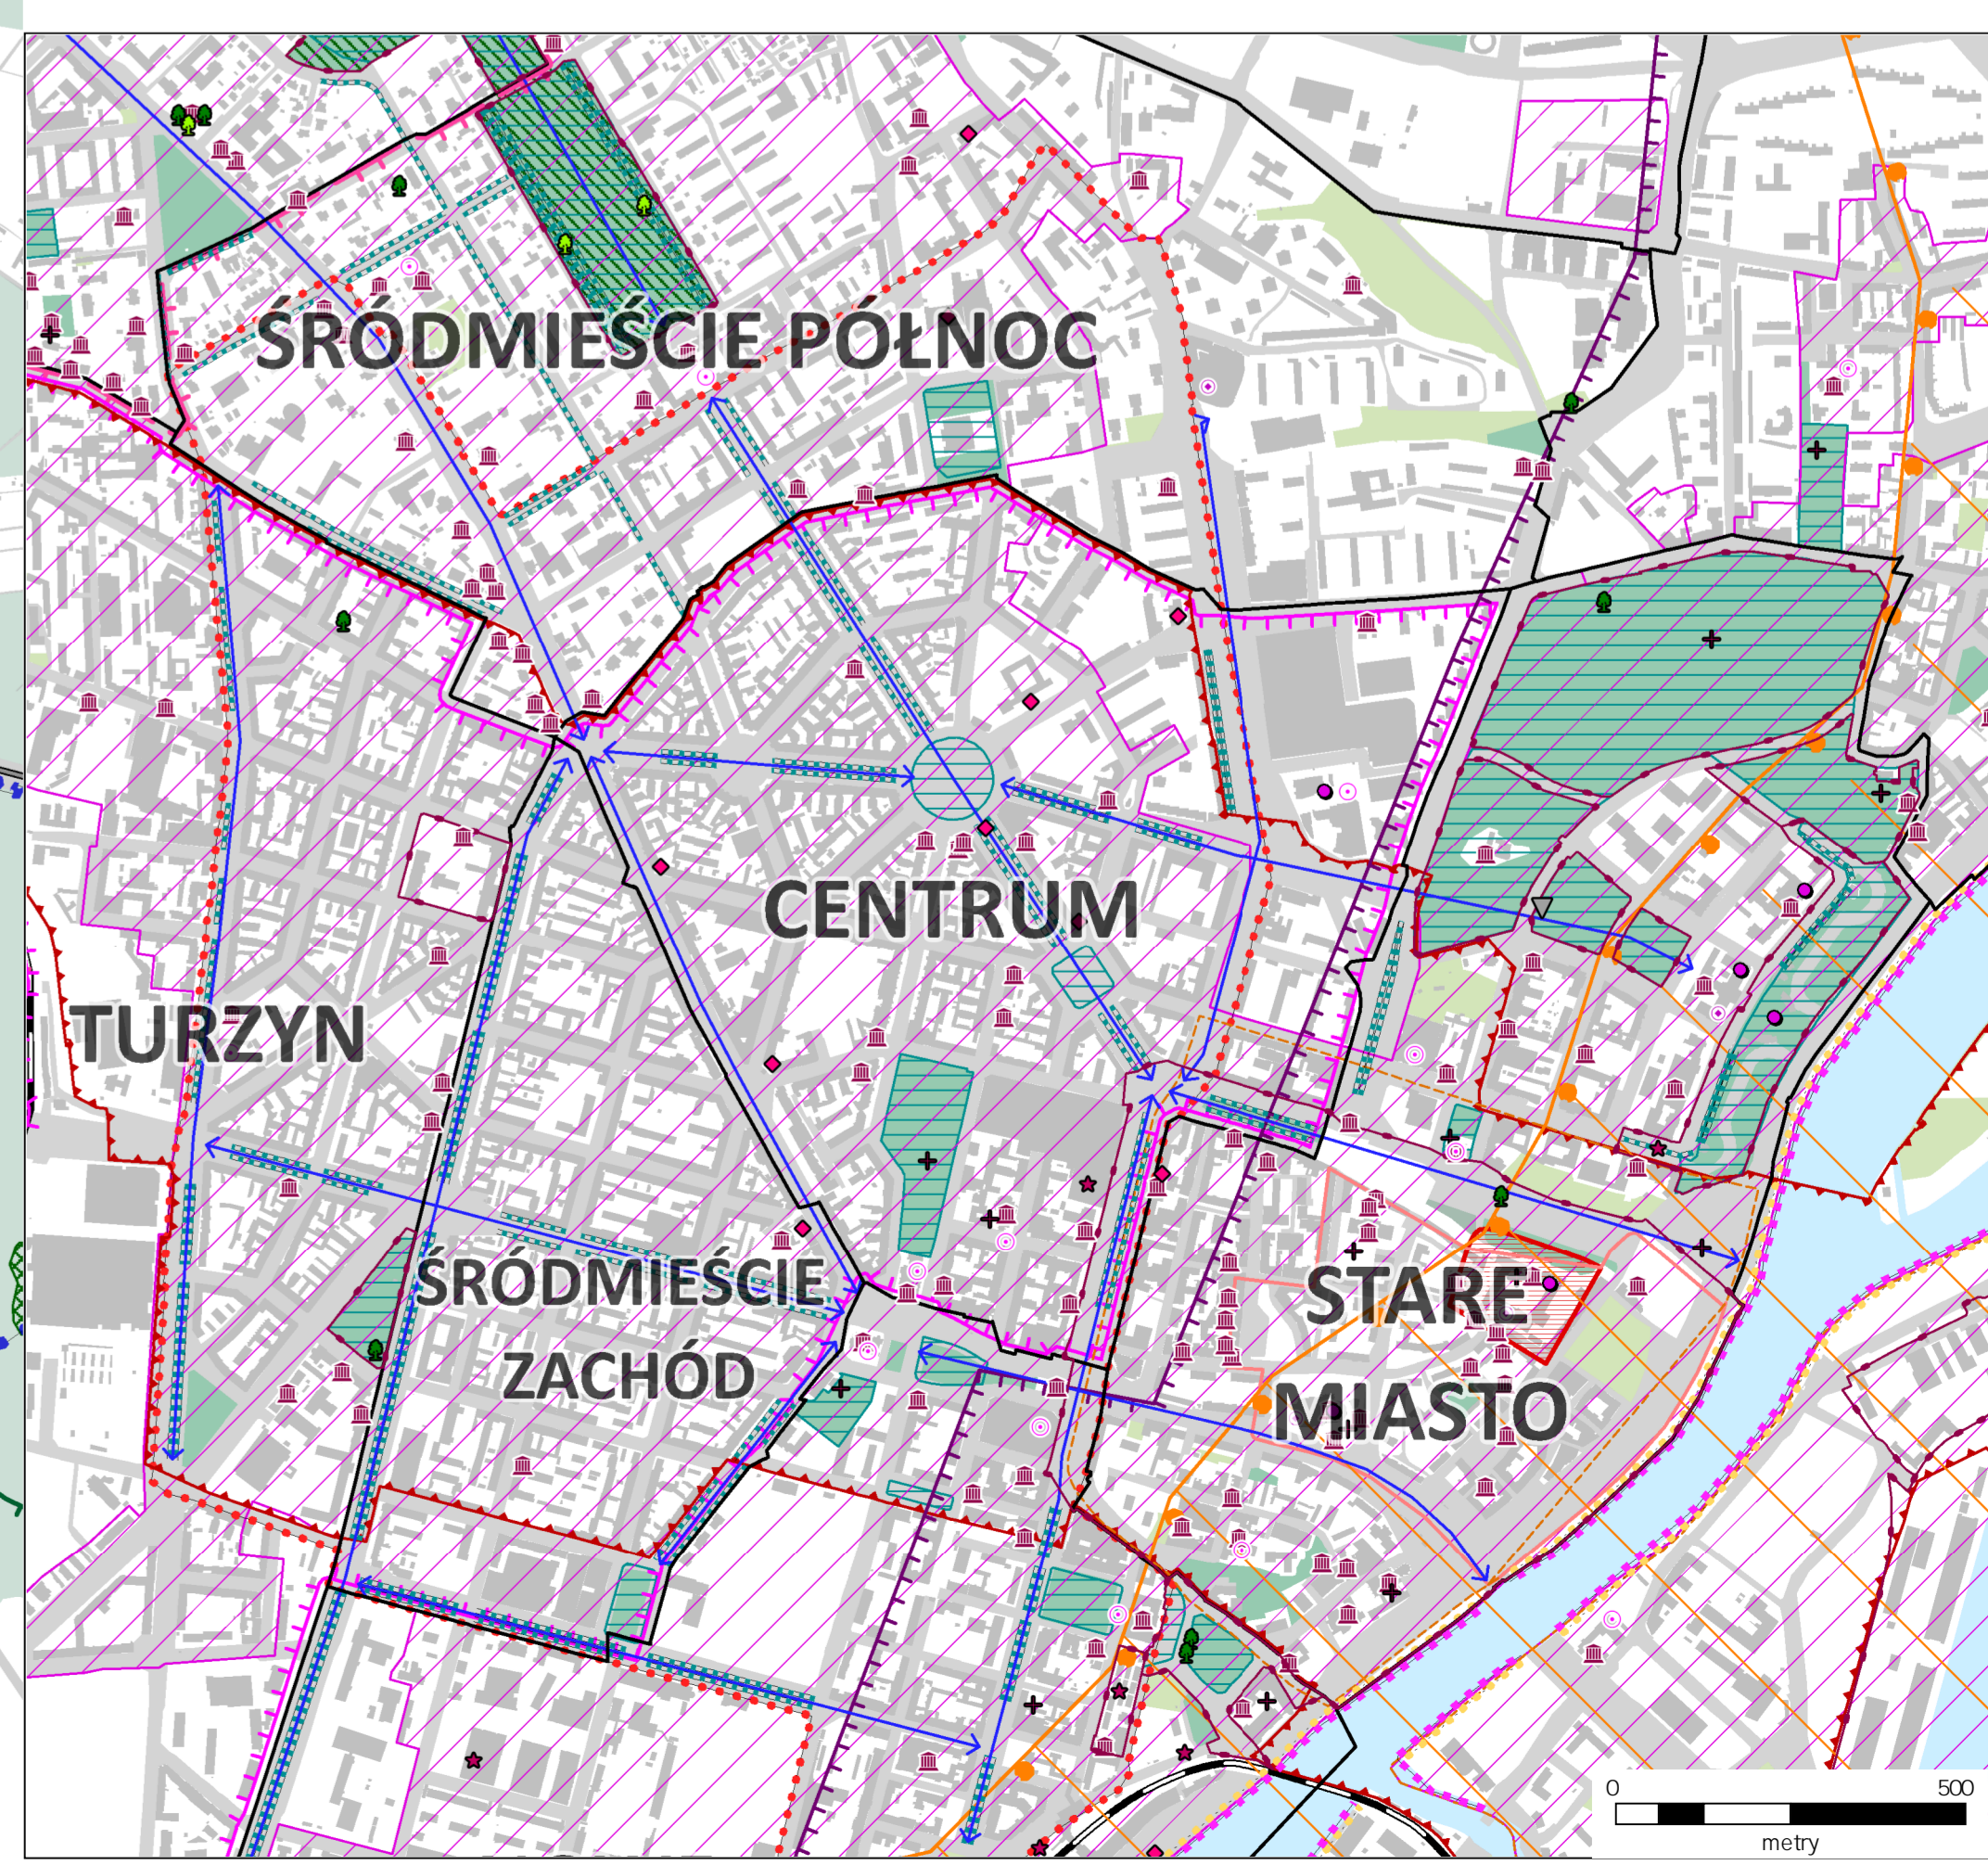 ŚRÓDMIEŚCIE PÓŁNOC
CENTRUM
TURZYN
ŚRÓDMIEŚCIE
ZACHÓD
STARE
MIASTO
0 500
metry